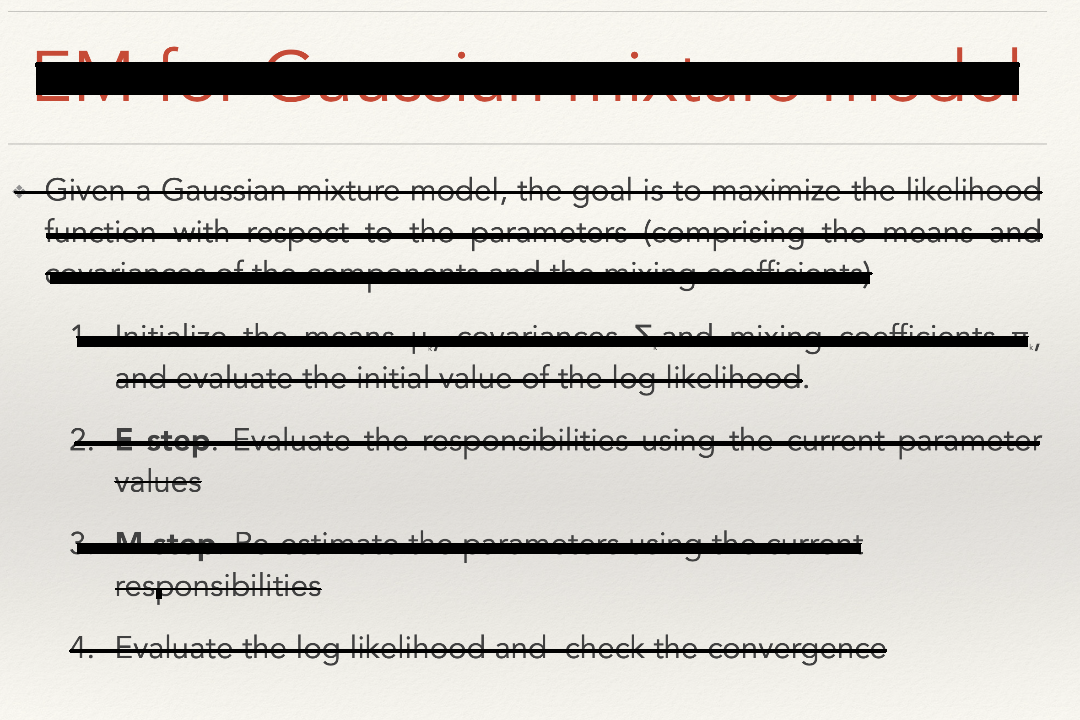 EM for Gaussian mixture model
Given a Gaussian mixture model, the goal is to maximize the likelihood
function with respect to the parameters (comprising the means and
covariances of the components and the mixing coefficients)
1. Initialize the means μk, covariances Σk and mixing coefficients πk,
and evaluate the initial value of the log likelihood.
2. E step. Evaluate the responsibilities using the current parameter
values
3. M step. Re-estimate the parameters using the current
responsibilities
4. Evaluate the log likelihood and check the convergence